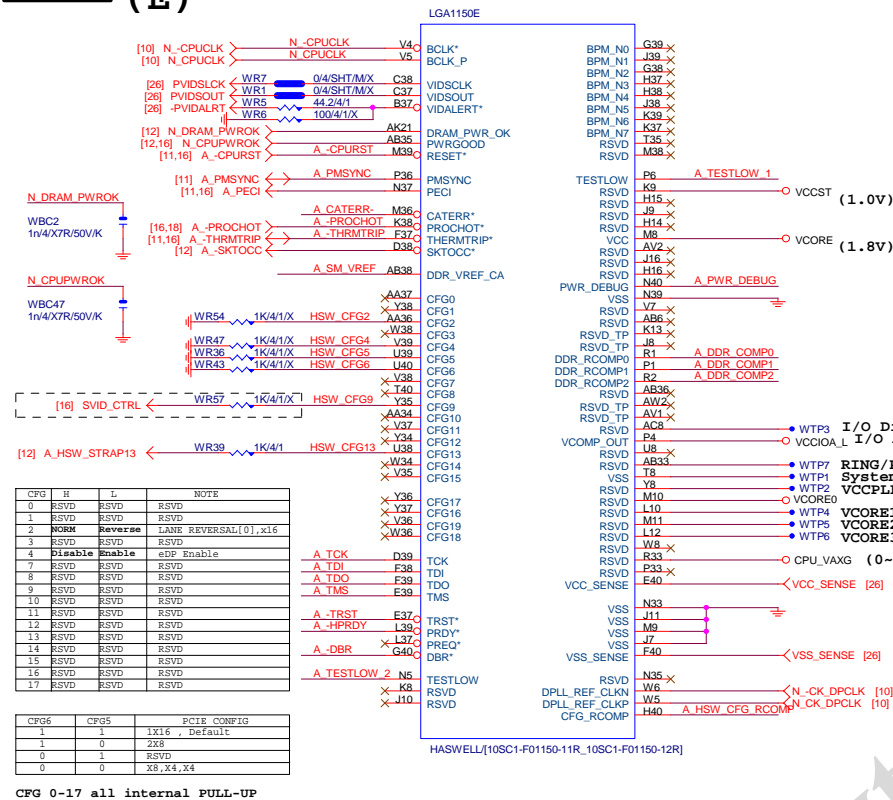 (E)
LGA1150E
[10] N_-CPUCLK N_-CPUCLK V4 BCLK* BPM_N0 G39
[10] N_CPUCLK N_CPUCLK V5 BCLK_P BPM_N1 J39
BPM_N2 G38
[26] PVIDSLCK WR7 0/4/SHT/M/X C38 VIDSCLK BPM_N3 H37
[26] PVIDSOUT WR1 0/4/SHT/M/X C37 VIDSOUT BPM_N4 H38
[26] -PVIDALRT WR5 44.2/4/1 B37 VIDALERT* BPM_N5 J38
WR6 100/4/1/X BPM_N6 K39
BPM_N7 K37
[12] N_DRAM_PWROK AK21 DRAM_PWR_OK RSVD T35
[12,16] N_CPUPWROK AB35 PWRGOOD RSVD M38
[11,16] A_-CPURST A_-CPURST M39 RESET*
[11] A_PMSYNC A_PMSYNC P36 PMSYNC TESTLOW P6 A_TESTLOW_1
[11,16] A_PECI N37 PECI RSVD K9 VCCST (1.0V)
RSVD H15
A_CATERR- M36 CATERR* RSVD J9
[16,18] A_-PROCHOT A_-PROCHOT K38 PROCHOT* RSVD H14
[11,16] A_-THRMTRIP A_-THRMTRIP F37 THERMTRIP* VCC M8 VCORE (1.8V)
[12] A_-SKTOCC D38 SKTOCC* RSVD AV2
RSVD J16
A_SM_VREF AB38 DDR_VREF_CA RSVD H16
PWR_DEBUG N40 A_PWR_DEBUG
VSS N39
N_DRAM_PWROK
WBC2
1n/4/X7R/50V/K
N_CPUPWROK
WBC47
1n/4/X7R/50V/K
AA37 CFG0 RSVD V7
Y38 CFG1 RSVD AB6
WR54 1K/4/1/X HSW_CFG2 AA36 CFG2 RSVD_TP K13
W38 CFG3 RSVD_TP J8
WR47 1K/4/1/X HSW_CFG4 V39 CFG4 DDR_RCOMP0 R1 A_DDR_COMP0
WR36 1K/4/1/X HSW_CFG5 U39 CFG5 DDR_RCOMP1 P1 A_DDR_COMP1
WR43 1K/4/1/X HSW_CFG6 U40 CFG6 DDR_RCOMP2 R2 A_DDR_COMP2
V38 CFG7 RSVD AB36
T40 CFG8 RSVD_TP AW2
[16] SVID_CTRL WR57 1K/4/1/X HSW_CFG9 Y35 CFG9 RSVD_TP AV1
AA34 CFG10 RSVD AC8 WTP3 I/O Di
V37 CFG11 VCOMP_OUT P4 VCCIOA_L I/O
Y34 CFG12 RSVD U8
[12] A_HSW_STRAP13 WR39 1K/4/1 HSW_CFG13 U38 CFG13 RSVD AB33 WTP7 RING/
W34 CFG14 VSS T8 WTP1 System
V35 CFG15 RSVD Y8 WTP2 VCCPLL
RSVD M10 VCORE0
Y36 CFG17 RSVD L10 WTP4 VCORE1
Y37 CFG16 RSVD M11 WTP5 VCORE2
V36 CFG19 RSVD L12 WTP6 VCORE3
W36 CFG18 RSVD W8
RSVD R33 CPU_VAXG (0~
A_TCK D39 TCK RSVD P33
A_TDI F38 TDI VCC_SENSE E40 VCC_SENSE [26]
A_TDO F39 TDO
A_TMS E39 TMS
VSS N33
A_-TRST E37 TRST* VSS J11
A_-HPRDY L39 PRDY* VSS M9
L37 PREQ* VSS J7
A_-DBR G40 DBR* VSS_SENSE F40 VSS_SENSE [26]
A_TESTLOW_2 N5 TESTLOW RSVD N35
K8 RSVD DPLL_REF_CLKN W6 N_-CK_DPCLK [10]
J10 RSVD DPLL_REF_CLKP W5 N_CK_DPCLK [10]
CFG_RCOMP H40 A_HSW_CFG_RCOMP
HASWELL/[10SC1-F01150-11R_10SC1-F01150-12R]
CFG H L NOTE
0 RSVD RSVD RSVD
1 RSVD RSVD RSVD
2 NORM Reverse LANE REVERSAL[0],x16
3 RSVD RSVD RSVD
4 Disable Enable eDP Enable
7 RSVD RSVD RSVD
8 RSVD RSVD RSVD
9 RSVD RSVD RSVD
10 RSVD RSVD RSVD
11 RSVD RSVD RSVD
12 RSVD RSVD RSVD
13 RSVD RSVD RSVD
14 RSVD RSVD RSVD
15 RSVD RSVD RSVD
16 RSVD RSVD RSVD
17 RSVD RSVD RSVD
CFG6 CFG5 PCIE CONFIG
1 1 1X16 , Default
1 0 2X8
0 1 RSVD
0 0 X8,X4,X4
CFG 0-17 all internal PULL-UP